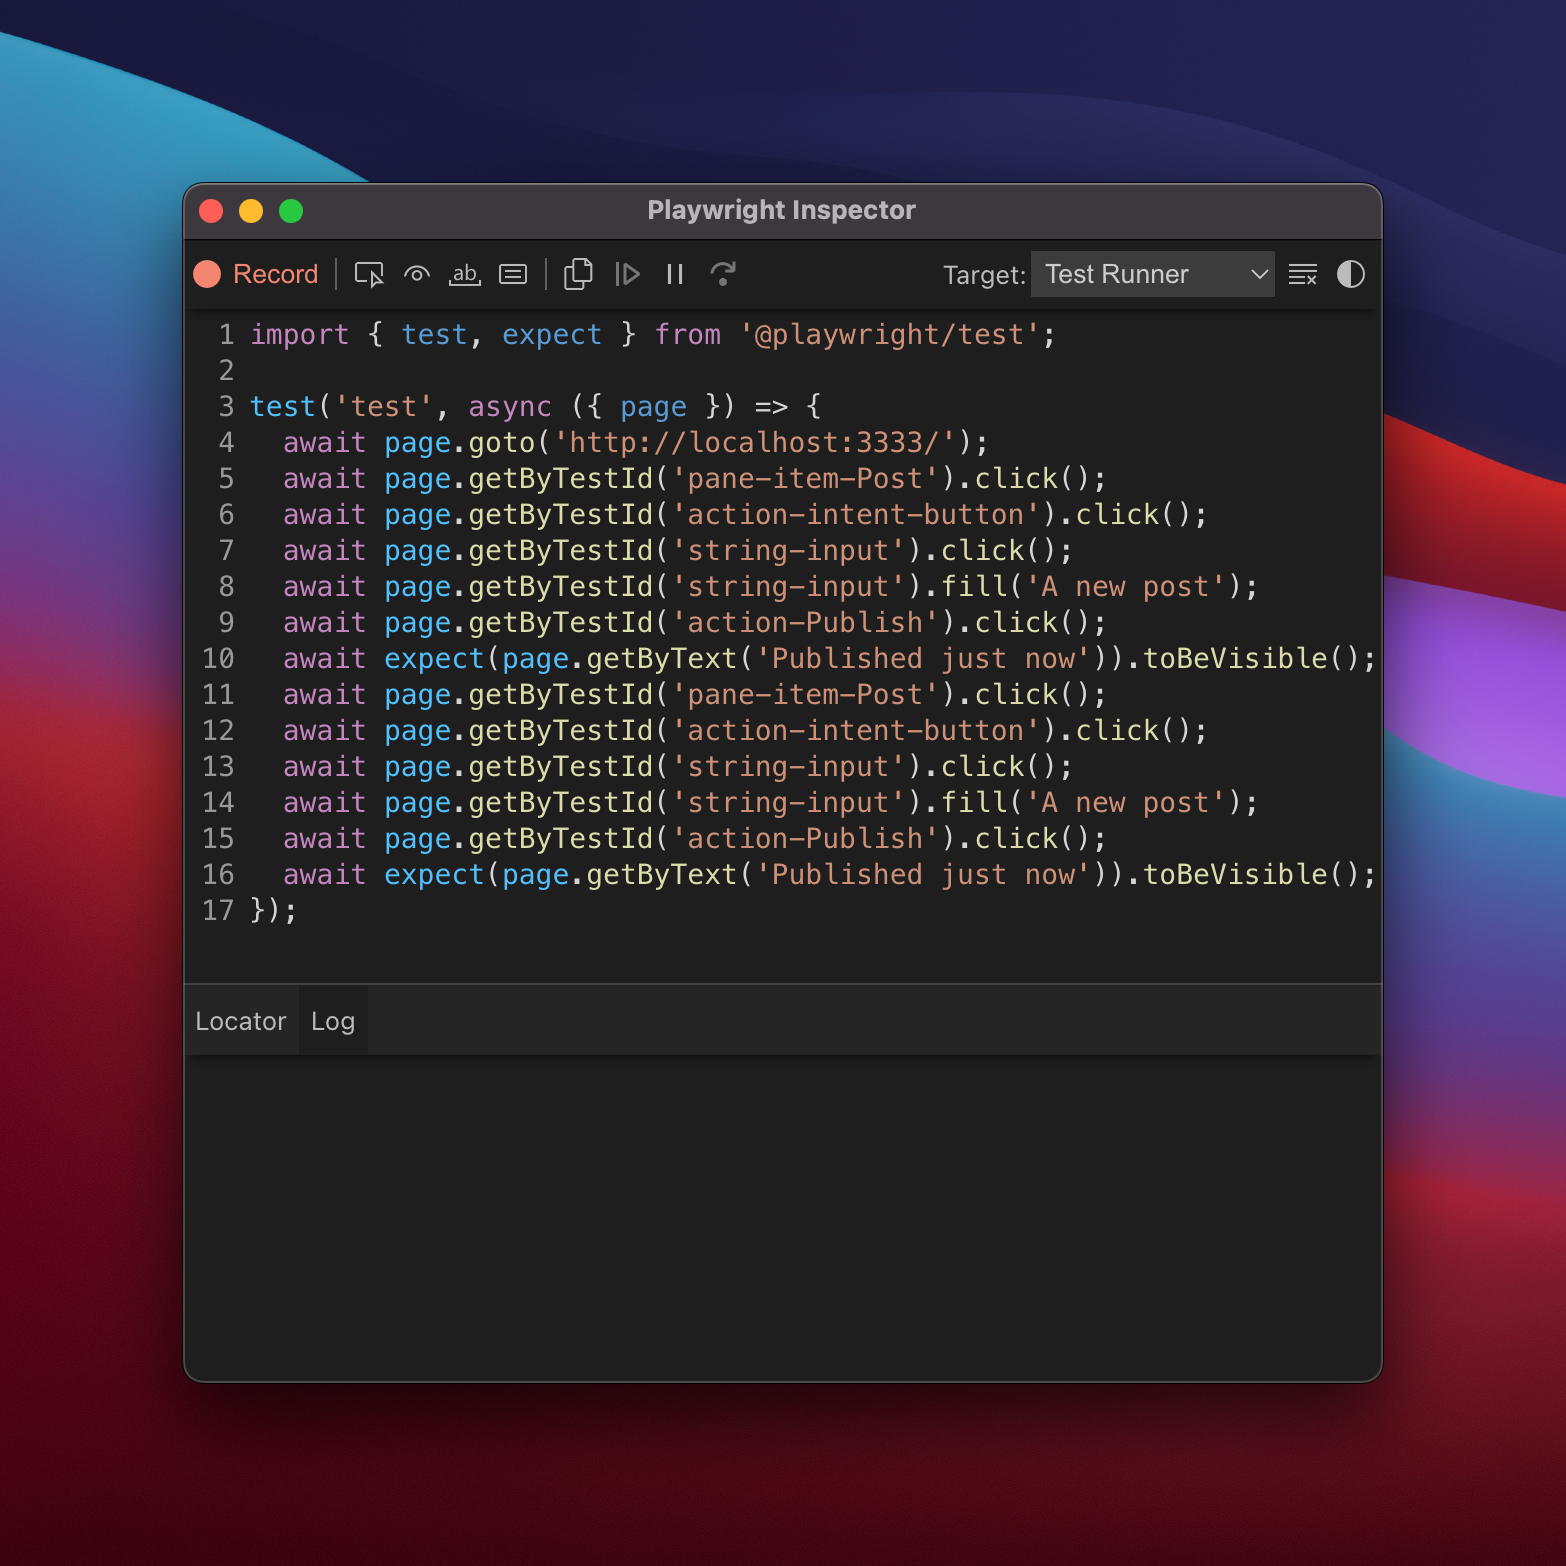 Playwright Inspector
Record ab Target: Test Runner
1 import { test, expect } from '@playwright/test';
2
3 test('test', async ({ page }) => {
4   await page.goto('http://localhost:3333/');
5   await page.getByTestId('pane-item-Post').click();
6   await page.getByTestId('action-intent-button').click();
7   await page.getByTestId('string-input').click();
8   await page.getByTestId('string-input').fill('A new post');
9   await page.getByTestId('action-Publish').click();
10   await expect(page.getByText('Published just now')).toBeVisible();
11   await page.getByTestId('pane-item-Post').click();
12   await page.getByTestId('action-intent-button').click();
13   await page.getByTestId('string-input').click();
14   await page.getByTestId('string-input').fill('A new post');
15   await page.getByTestId('action-Publish').click();
16   await expect(page.getByText('Published just now')).toBeVisible();
17 });
Locator Log